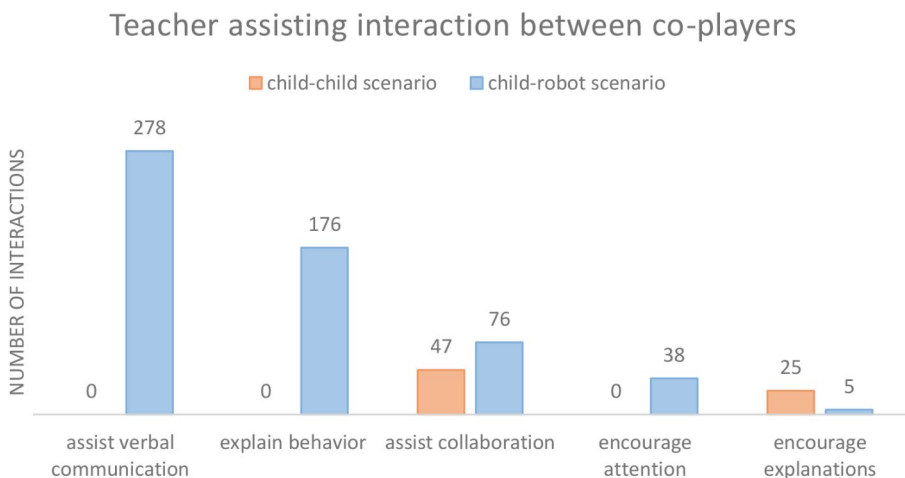 Teacher assisting interaction between co-players
child-child scenario child-robot scenario
NUMBER OF INTERACTIONS
0 278
0 176
47 76
0 38
25 5
assist verbal communication
explain behavior
assist collaboration
encourage attention
encourage explanations